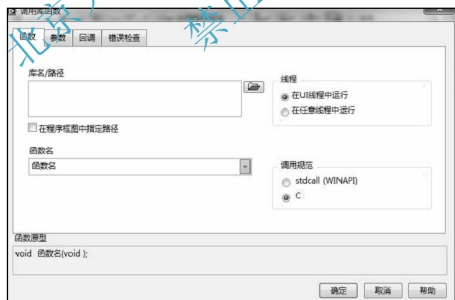 调用库函数
函数 参数 回调 错误检查
库名/路径
线程
在UI线程中运行
在任意线程中运行
在程序框图中指定路径
函数名
函数名
调用规范
stdcall (WINAPI)
C
函数原型
void 函数名(void );
确定 取消 帮助